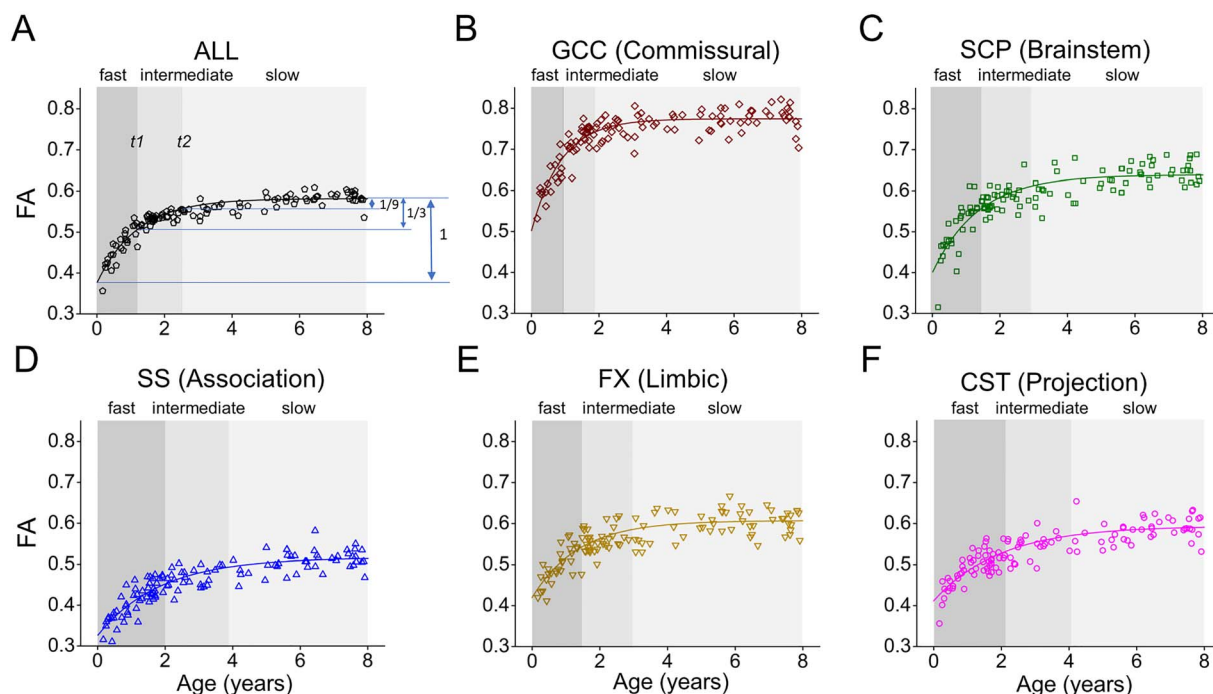 A
ALL
fast intermediate slow
t1
t2
1/9
1/3
1
0.8
0.7
0.6
0.5
0.4
0.3
FA
0 2 4 6 8
B
GCC (Commissural)
fast intermediate slow
0.8
0.7
0.6
0.5
0.4
0.3
0 2 4 6 8
C
SCP (Brainstem)
fast intermediate slow
0.8
0.7
0.6
0.5
0.4
0.3
0 2 4 6 8
D
SS (Association)
fast intermediate slow
0.8
0.7
0.6
0.5
0.4
0.3
FA
0 2 4 6 8
Age (years)
E
FX (Limbic)
fast intermediate slow
0.8
0.7
0.6
0.5
0.4
0.3
0 2 4 6 8
Age (years)
F
CST (Projection)
fast intermediate slow
0.8
0.7
0.6
0.5
0.4
0.3
0 2 4 6 8
Age (years)